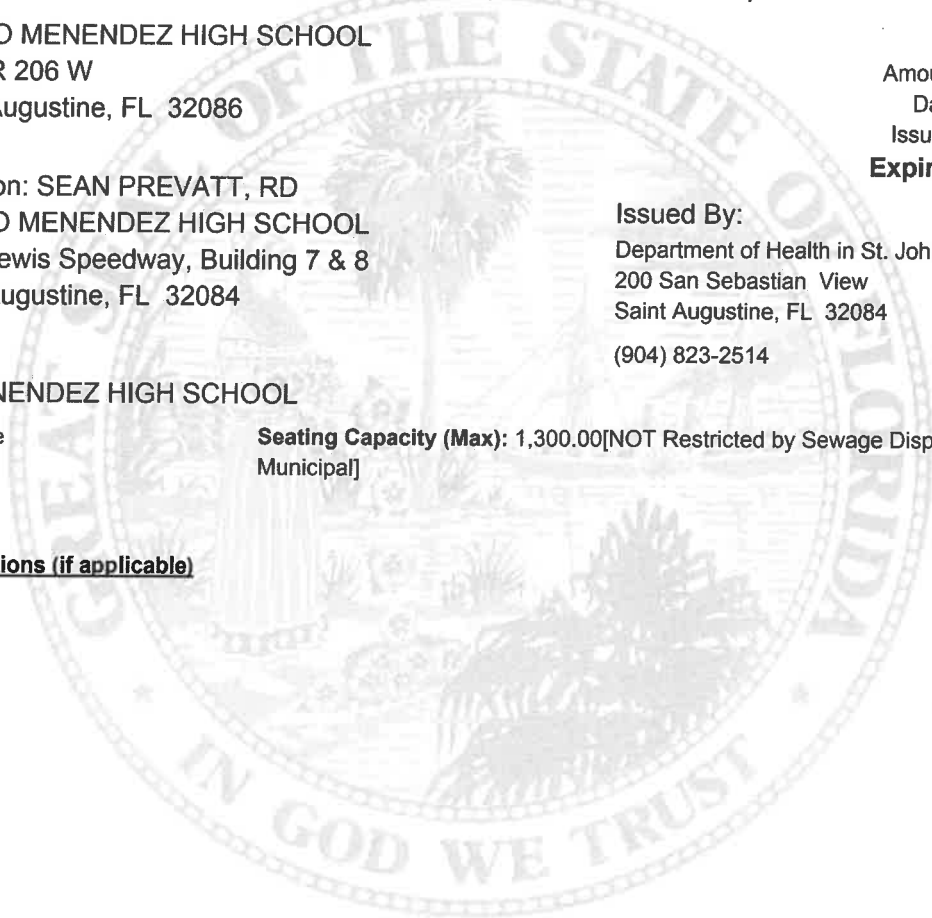 O MENENDEZ HIGH SCHOOL
R 206 W
Augustine, FL 32086
on: SEAN PREVATT, RD
O MENENDEZ HIGH SCHOOL
ewis Speedway, Building 7 & 8
ugustine, FL 32084
Amou
Da
Issu
Expir
Issued By:
Department of Health in St. Joh
200 San Sebastian View
Saint Augustine, FL 32084
(904) 823-2514
NENDEZ HIGH SCHOOL
e
Seating Capacity (Max): 1,300.00[NOT Restricted by Sewage Disp
Municipal]
ions (if applicable)
GREAT SEAL OF THE STATE OF FLORIDA
IN GOD WE TRUST